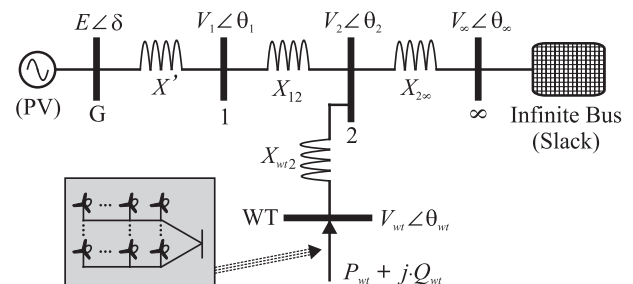 E∠δ
V₁∠θ₁
V₂∠θ₂
V∞∠θ∞
(PV)
G
X'
1
X₁₂
2
X₂∞
∞
Infinite Bus
(Slack)
X_wt2
WT
V_wt∠θ_wt
P_wt + j·Q_wt